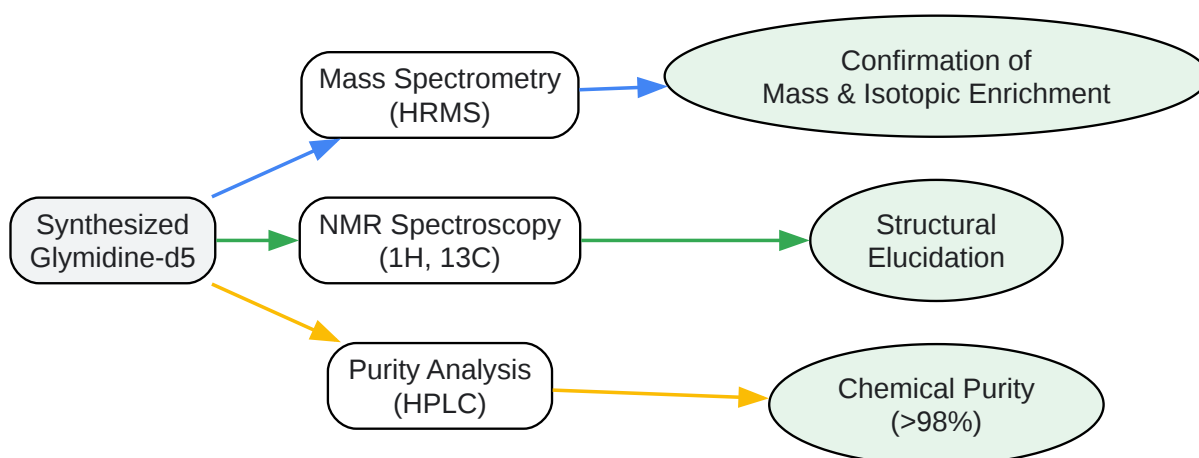 Synthesized
Glymidine-d5
Mass Spectrometry
(HRMS)
Confirmation of
Mass & Isotopic Enrichment
NMR Spectroscopy
(1H, 13C)
Structural
Elucidation
Purity Analysis
(HPLC)
Chemical Purity
(>98%)